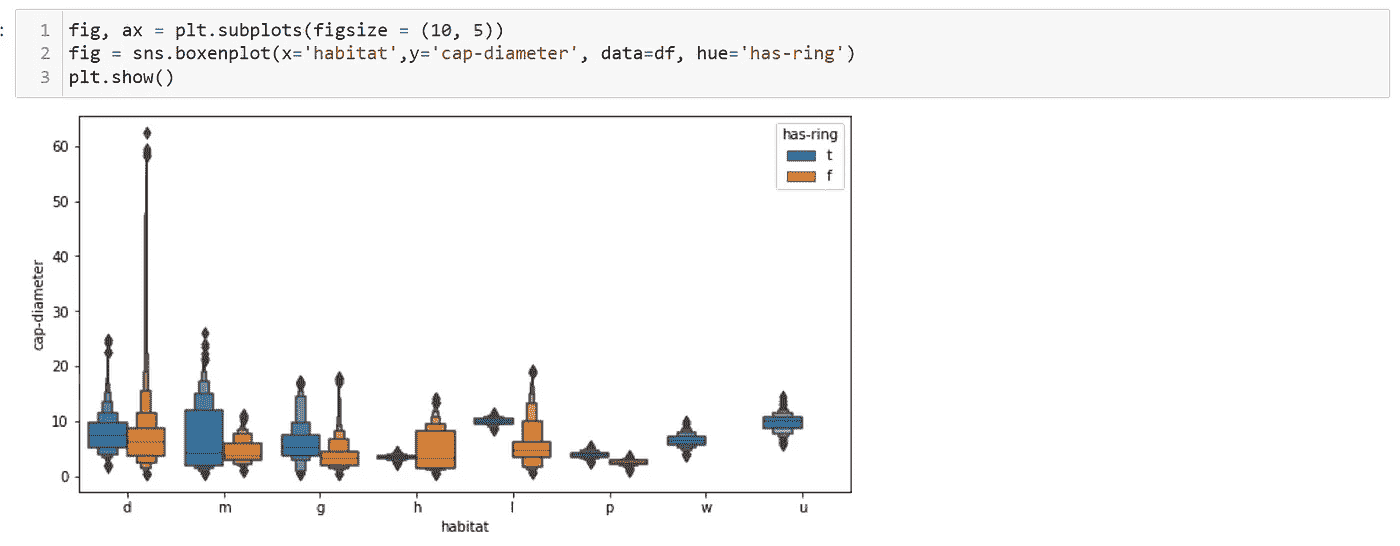 :
1 fig, ax = plt.subplots(figsize = (10, 5))
2 fig = sns.boxenplot(x='habitat',y='cap-diameter', data=df, hue='has-ring')
3 plt.show()
has-ring
t
f
60
50
40
30
20
10
0
cap-diameter
d m g h l p w u
habitat